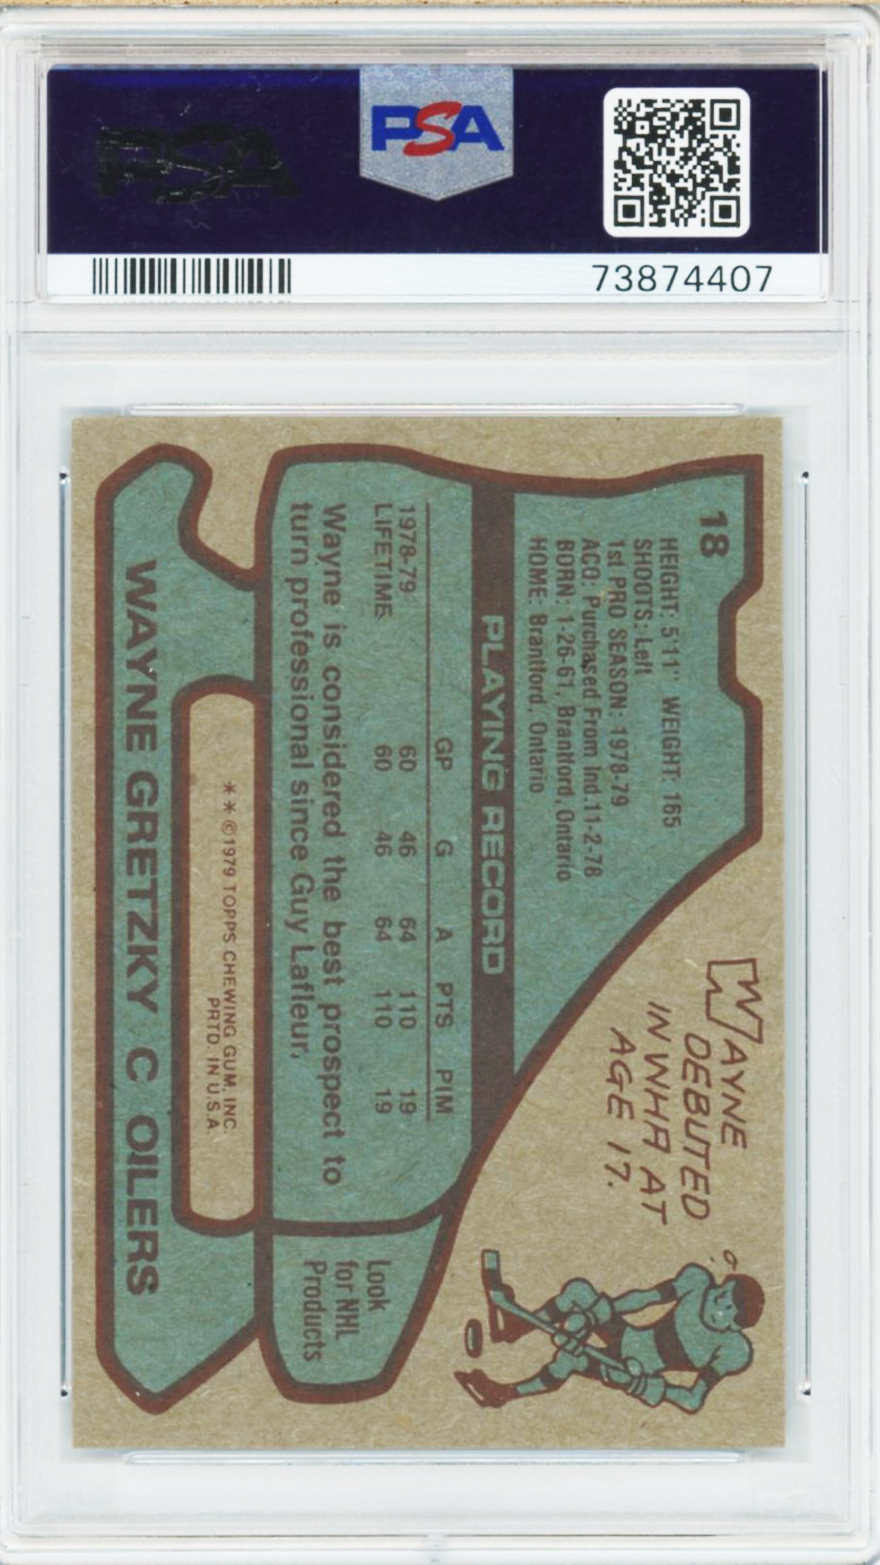 PSA
73874407
18
HEIGHT: 5'11" WEIGHT: 165
SHOOTS: Left
1st PRO SEASON: 1978-79
ACQ: Purchased From Ind. 11-2-78
BORN: 1-26-61, Brantford, Ontario
HOME: Brantford, Ontario
WAYNE
DEBUTED
IN WHA AT
AGE 17.
PLAYING RECORD
GP G A PTS PIM
1978-79 60 46 64 110 19
LIFETIME 60 46 64 110 19
Wayne is considered the best prospect to
turn professional since Guy Lafleur.
Look
for NHL
Products
* * ©1979 TOPPS CHEWING GUM, INC.
PRTD. IN U.S.A.
WAYNE GRETZKY C OILERS